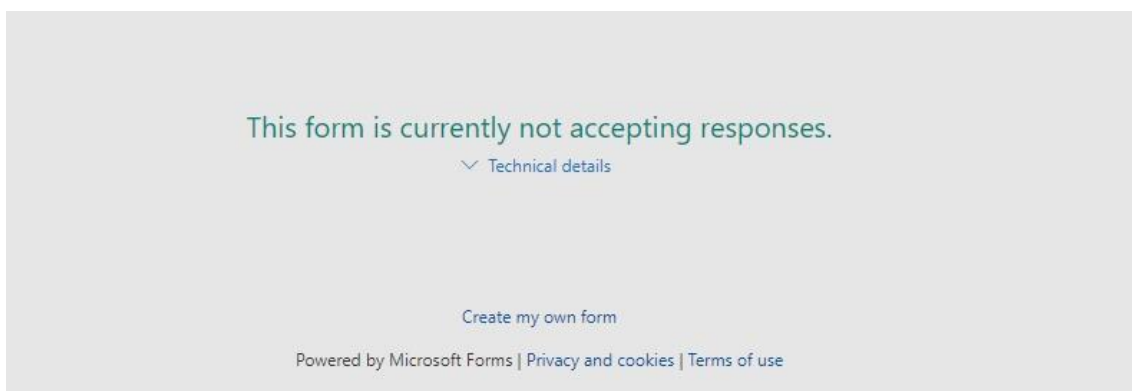 This form is currently not accepting responses.
Technical details
Create my own form
Powered by Microsoft Forms | Privacy and cookies | Terms of use